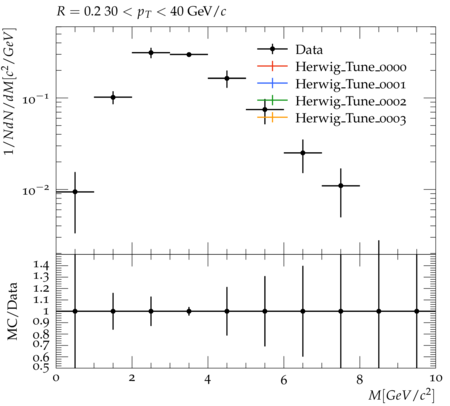 R = 0.2 30 < p_T < 40 GeV/c
1/NdN/dM[c²/GeV]
10⁻¹
10⁻²
Data
Herwig_Tune_0000
Herwig_Tune_0001
Herwig_Tune_0002
Herwig_Tune_0003
MC/Data
1.4
1.3
1.2
1.1
1
0.9
0.8
0.7
0.6
0.5
0 2 4 6 8 10
M[GeV/c²]